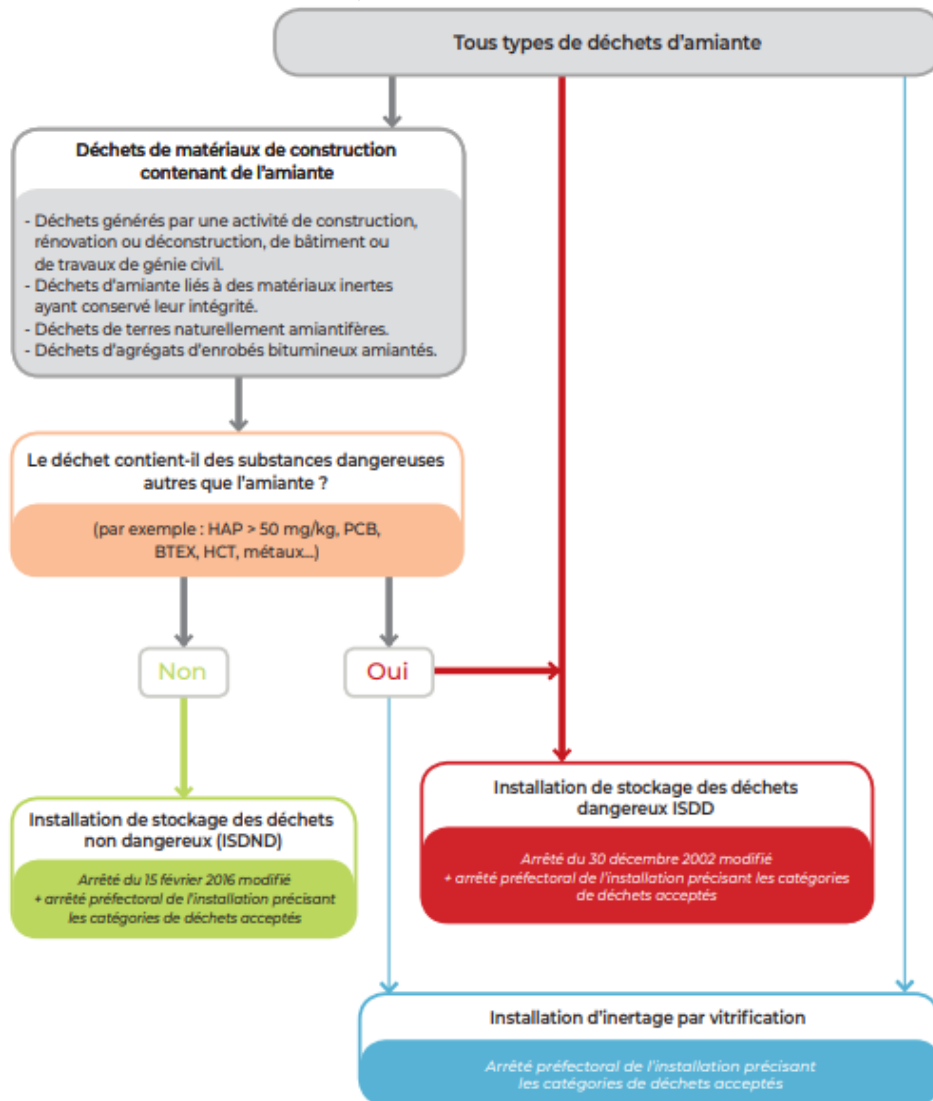 Tous types de déchets d’amiante
Déchets de matériaux de construction
contenant de l’amiante
- Déchets générés par une activité de construction,
rénovation ou déconstruction, de bâtiment ou
de travaux de génie civil.
- Déchets d’amiante liés à des matériaux inertes
ayant conservé leur intégrité.
- Déchets de terres naturellement amiantifères.
- Déchets d’agrégats d’enrobés bitumineux amiantés.
Le déchet contient-il des substances dangereuses
autres que l’amiante ?
(par exemple : HAP > 50 mg/kg, PCB,
BTEX, HCT, métaux...)
Non
Oui
Installation de stockage des déchets
dangereux ISDD
Arrêté du 30 décembre 2002 modifié
+ arrêté préfectoral de l’installation précisant les catégories
de déchets acceptés
Installation de stockage des déchets
non dangereux (ISDND)
Arrêté du 15 février 2016 modifié
+ arrêté préfectoral de l’installation précisant
les catégories de déchets acceptés
Installation d’inertage par vitrification
Arrêté préfectoral de l’installation précisant
les catégories de déchets acceptés